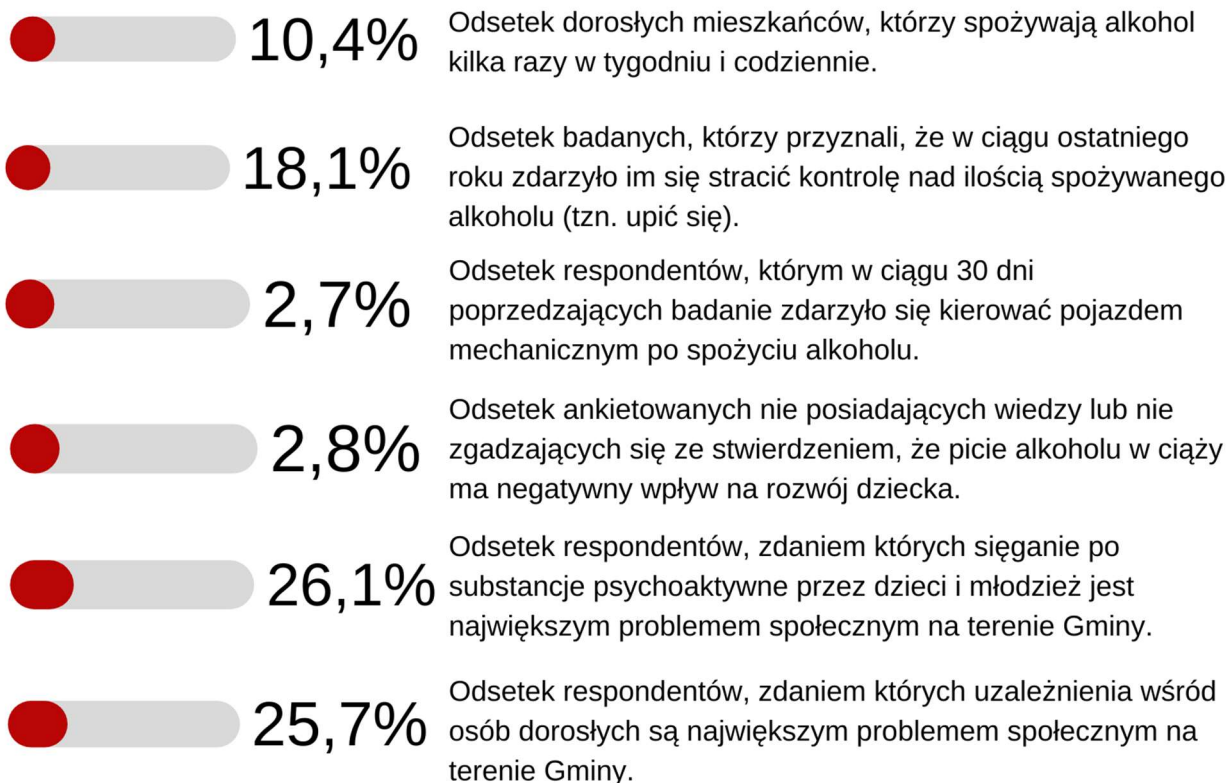 10,4%
Odsetek dorosłych mieszkańców, którzy spożywają alkohol
kilka razy w tygodniu i codziennie.
18,1%
Odsetek badanych, którzy przyznali, że w ciągu ostatniego
roku zdarzyło im się stracić kontrolę nad ilością spożywanego
alkoholu (tzn. upić się).
2,7%
Odsetek respondentów, którym w ciągu 30 dni
poprzedzających badanie zdarzyło się kierować pojazdem
mechanicznym po spożyciu alkoholu.
2,8%
Odsetek ankietowanych nie posiadających wiedzy lub nie
zgadzających się ze stwierdzeniem, że picie alkoholu w ciąży
ma negatywny wpływ na rozwój dziecka.
26,1%
Odsetek respondentów, zdaniem których sięganie po
substancje psychoaktywne przez dzieci i młodzież jest
największym problemem społecznym na terenie Gminy.
25,7%
Odsetek respondentów, zdaniem których uzależnienia wśród
osób dorosłych są największym problemem społecznym na
terenie Gminy.